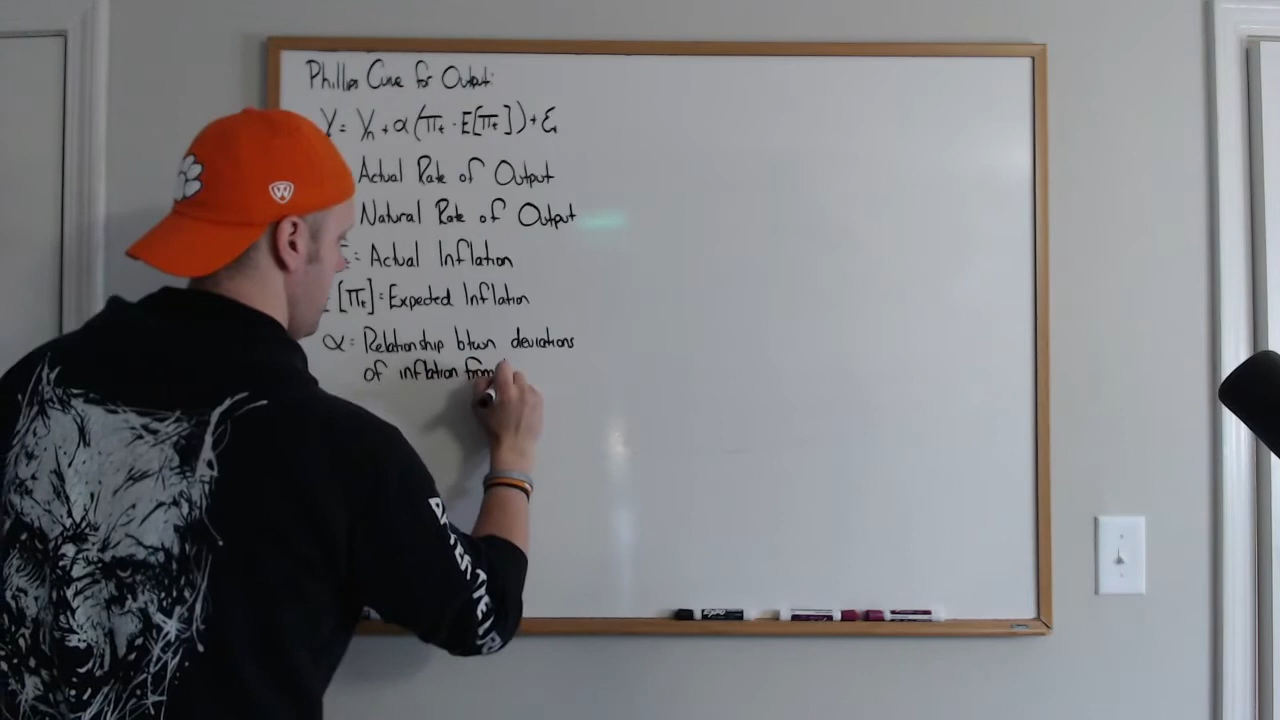 Phillips Curve for Output:
Y = Yn + α(πt - E[πt]) + εt
Actual Rate of Output
Natural Rate of Output
= Actual Inflation
[πt] = Expected Inflation
α = Relationship btwn deviations
of inflation from
EXPO
W